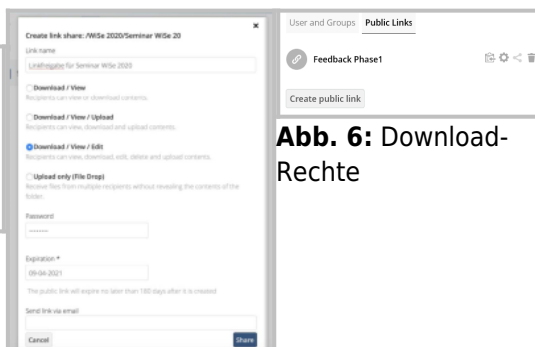 Create link share: /WiSe 2020/Seminar WiSe 20
Link name
Linkfreigabe für Seminar WiSe 2020
Download / View
Recipients can view or download contents.
Download / View / Upload
Recipients can view, download and upload contents.
Download / View / Edit
Recipients can view, download, edit, delete and upload contents.
Upload only (File Drop)
Receive files from multiple recipients without revealing the contents of the
folder.
Password
Expiration *
09-04-2021
The public link will expire no later than 180 days after it is created
Send link via email
Cancel
Share
User and Groups Public Links
Feedback Phase1
Create public link
Abb. 6: Download-
Rechte